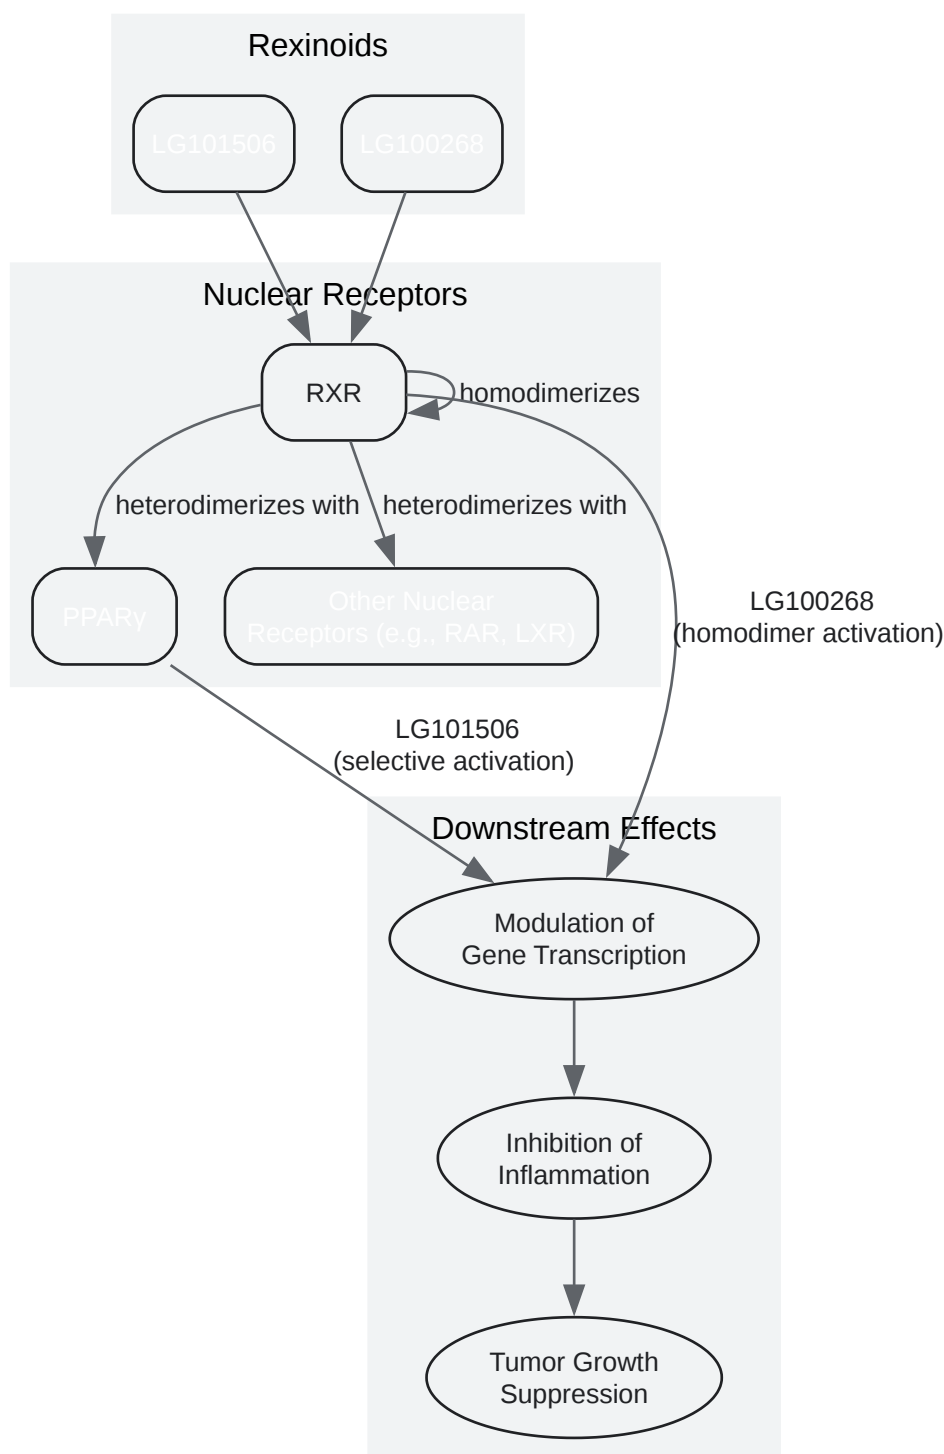 Rexinoids
LG101506
LG100268
Nuclear Receptors
RXR
homodimerizes
heterodimerizes with
heterodimerizes with
PPARγ
Other Nuclear
Receptors (e.g., RAR, LXR)
LG100268
(homodimer activation)
LG101506
(selective activation)
Downstream Effects
Modulation of
Gene Transcription
Inhibition of
Inflammation
Tumor Growth
Suppression